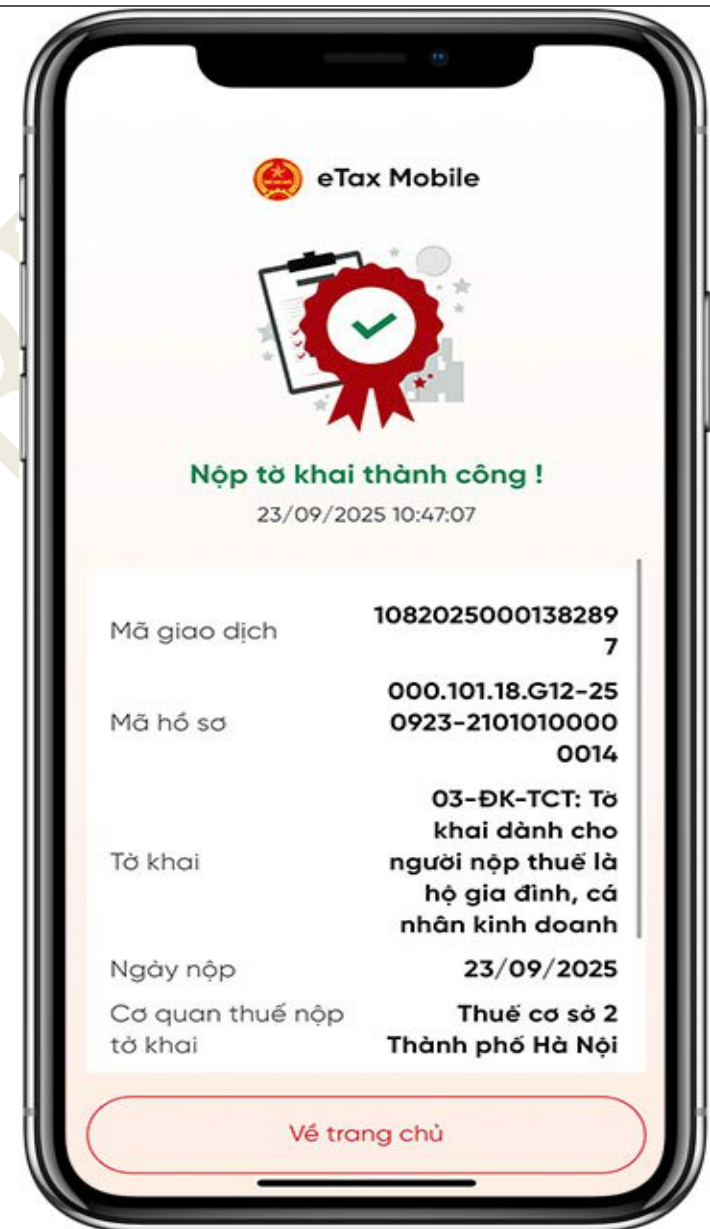 eTax Mobile
Nộp tờ khai thành công !
23/09/2025 10:47:07
Mã giao dịch
1082025000138289
7
Mã hồ sơ
000.101.18.G12-25
0923-2101010000
0014
Tờ khai
03-ĐK-TCT: Tờ
khai dành cho
người nộp thuế là
hộ gia đình, cá
nhân kinh doanh
Ngày nộp
23/09/2025
Cơ quan thuế nộp
tờ khai
Thuế cơ sở 2
Thành phố Hà Nội
Về trang chủ